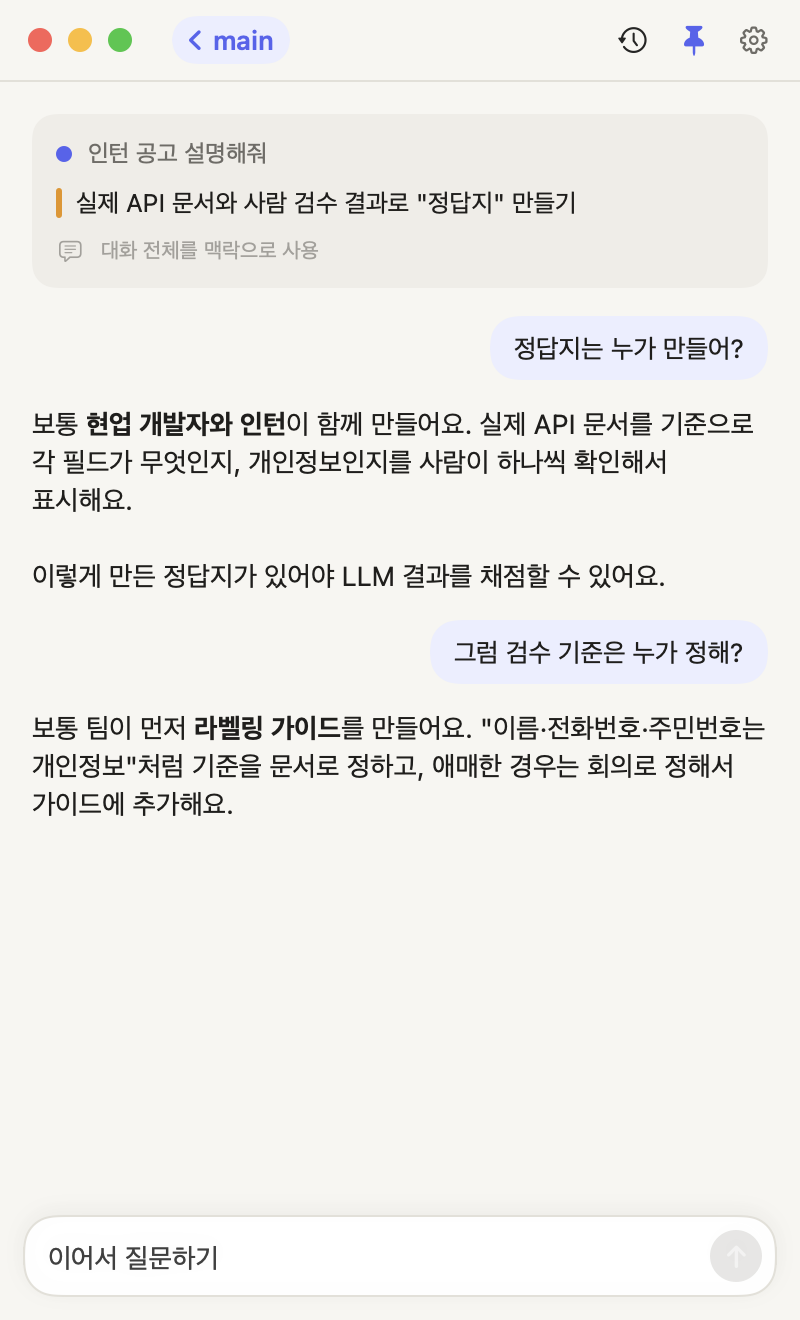 main
인턴 공고 설명해줘
실제 API 문서와 사람 검수 결과로 "정답지" 만들기
대화 전체를 맥락으로 사용
정답지는 누가 만들어?
보통 현업 개발자와 인턴이 함께 만들어요. 실제 API 문서를 기준으로
각 필드가 무엇인지, 개인정보인지를 사람이 하나씩 확인해서
표시해요.
이렇게 만든 정답지가 있어야 LLM 결과를 채점할 수 있어요.
그럼 검수 기준은 누가 정해?
보통 팀이 먼저 라벨링 가이드를 만들어요. "이름·전화번호·주민번호는
개인정보"처럼 기준을 문서로 정하고, 애매한 경우는 회의로 정해서
가이드에 추가해요.
이어서 질문하기